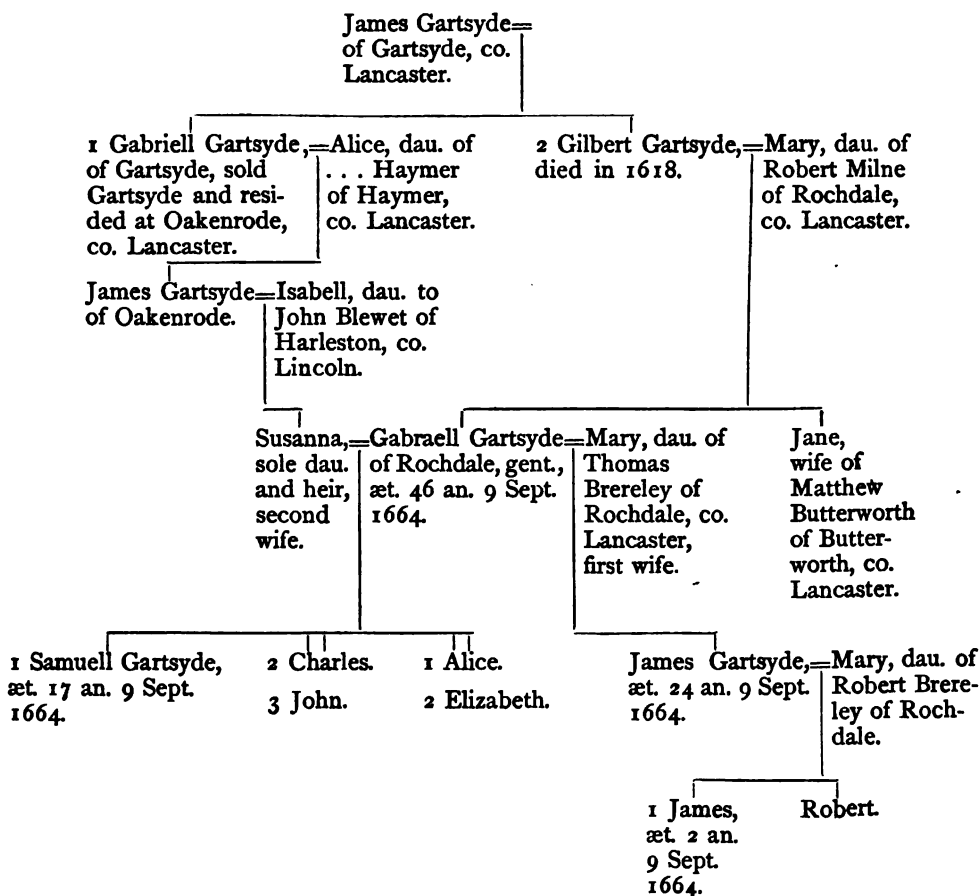 James Gartsyde=
of Gartsyde, co.
Lancaster.
1 Gabriell Gartsyde,=
of Gartsyde, sold
Gartsyde and resi-
ded at Oakenrode,
co. Lancaster.
Alice, dau. of
. . . Haymer
of Haymer,
co. Lancaster.
2 Gilbert Gartsyde,=
died in 1618.
Mary, dau. of
Robert Milne
of Rochdale,
co. Lancaster.
James Gartsyde=
of Oakenrode.
Isabell, dau. to
John Blewet of
Harleston, co.
Lincoln.
Susanna,=
sole dau.
and heir,
second
wife.
Gabraell Gartsyde=
of Rochdale, gent.,
æt. 46 an. 9 Sept.
1664.
Mary, dau. of
Thomas
Brereley of
Rochdale, co.
Lancaster,
first wife.
Jane,
wife of
Matthew
Butterworth
of Butter-
worth, co.
Lancaster.
1 Samuell Gartsyde,
æt. 17 an. 9 Sept.
1664.
2 Charles.
3 John.
1 Alice.
2 Elizabeth.
James Gartsyde,=
æt. 24 an. 9 Sept.
1664.
Mary, dau. of
Robert Brere-
ley of Roch-
dale.
1 James,
æt. 2 an.
9 Sept.
1664.
Robert.